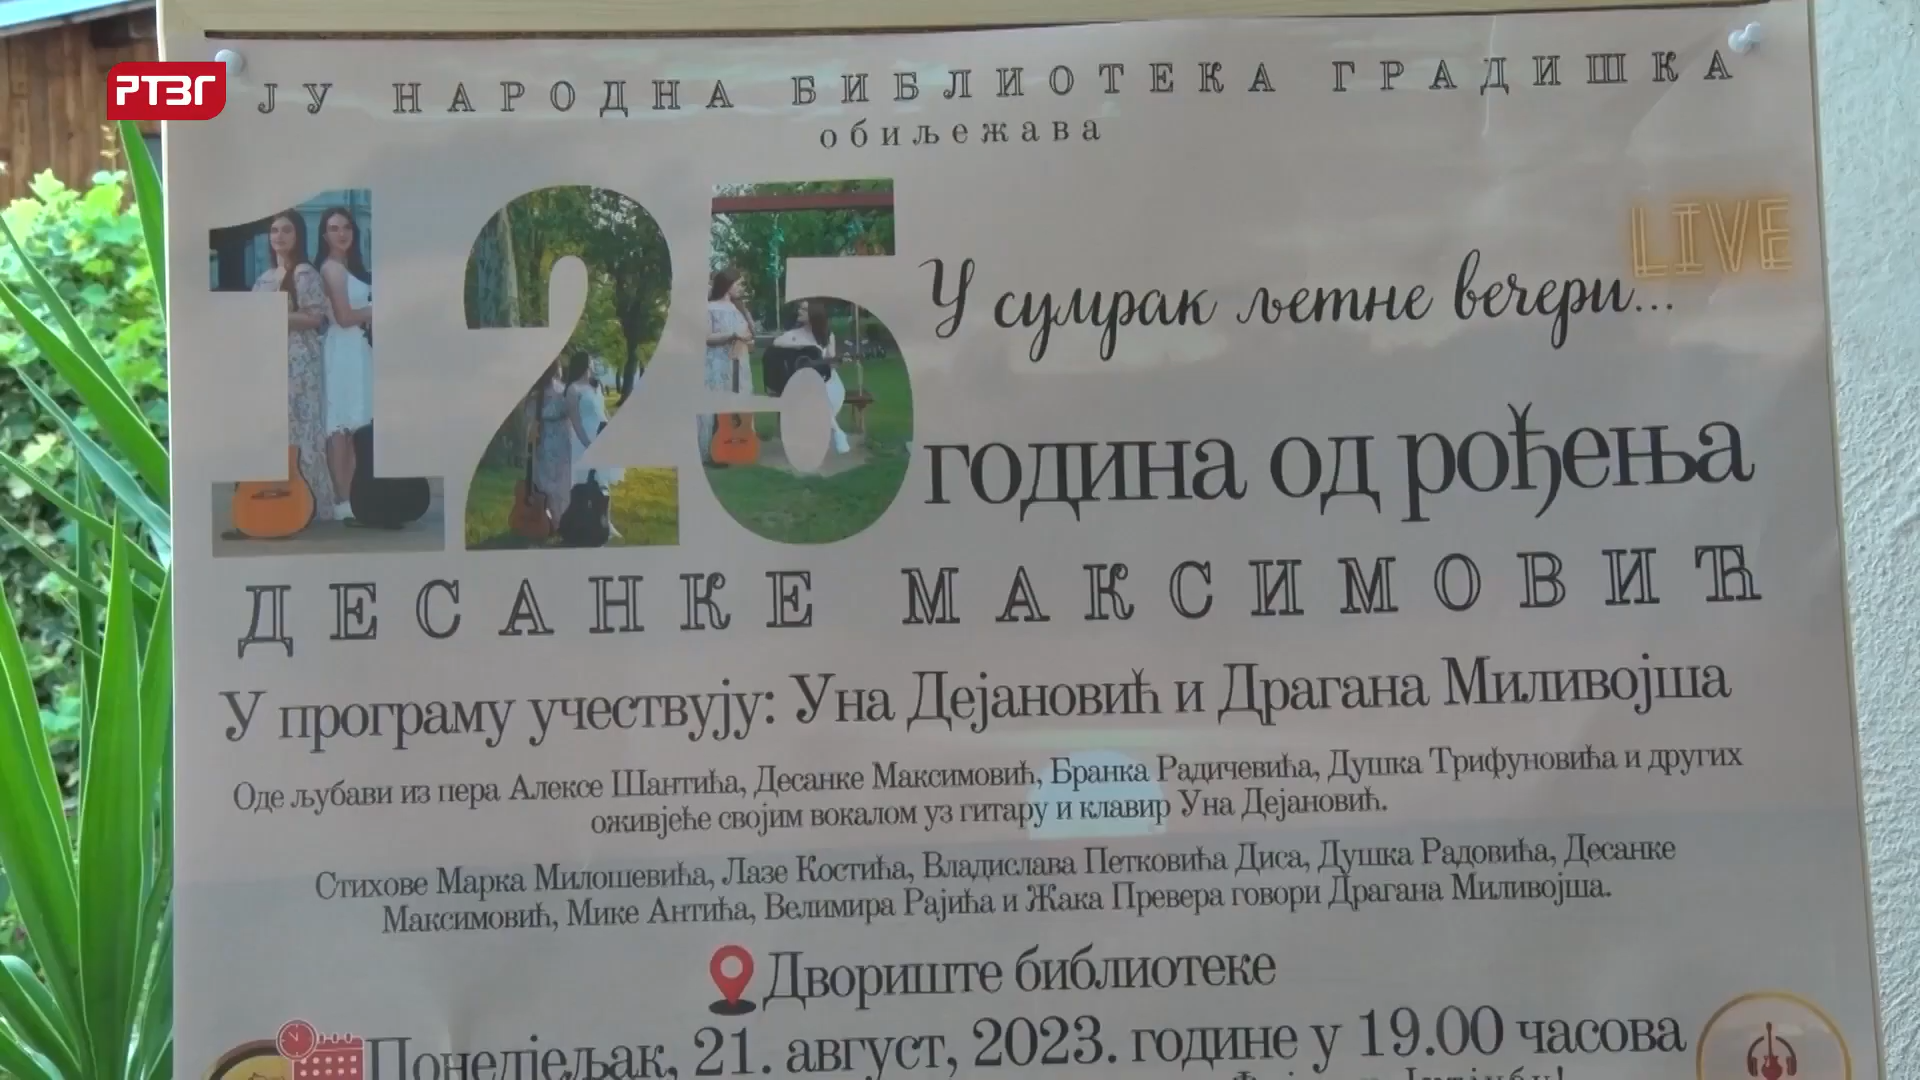 РТВГ
ЈУ НАРОДНА БИБЛИОТЕКА ГРАДИШКА
обиљежава
LIVE
У сумрак љетне вечери...
125 година од рођења
ДЕСАНКЕ МАКСИМОВИЋ
У програму учествују: Уна Дејановић и Драгана Миливојша
Оде љубави из пера Алексе Шантића, Десанке Максимовић, Бранка Радичевића, Душка Трифуновића и других
оживјеће својим вокалом уз гитару и клавир Уна Дејановић.
Стихове Марка Милошевића, Лазе Костића, Владислава Петковића Диса, Душка Радовића, Десанке
Максимовић, Мике Антића, Велимира Рајића и Жака Превера говори Драгана Миливојша.
Двориште библиотеке
Понедјељак, 21. август, 2023. године у 19.00 часова